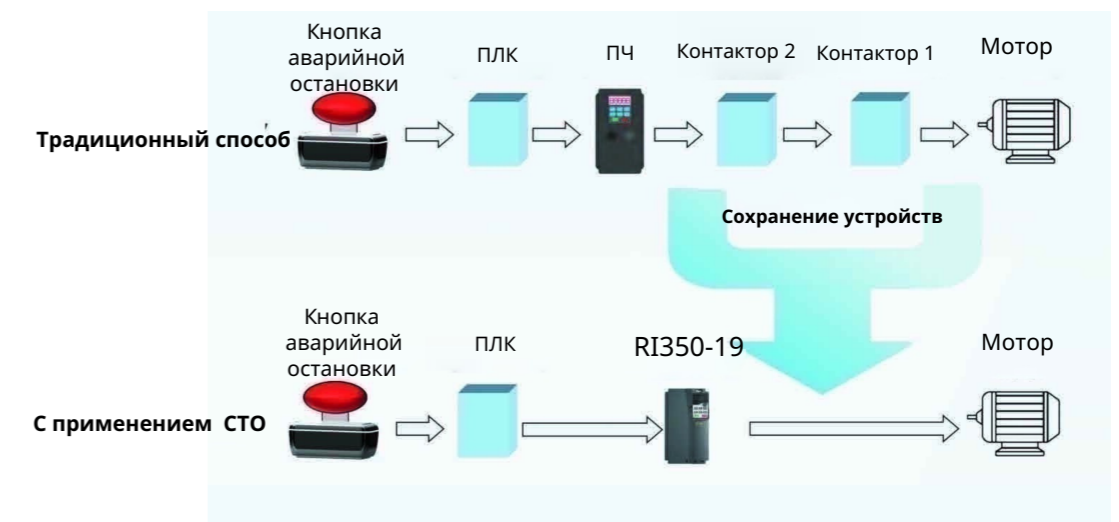 Кнопка
аварийной
остановки
ПЛК
ПЧ
Контактор 2
Контактор 1
Мотор
Традиционный способ
Сохранение устройств
Кнопка
аварийной
остановки
ПЛК
RI350-19
Мотор
С применением СТО